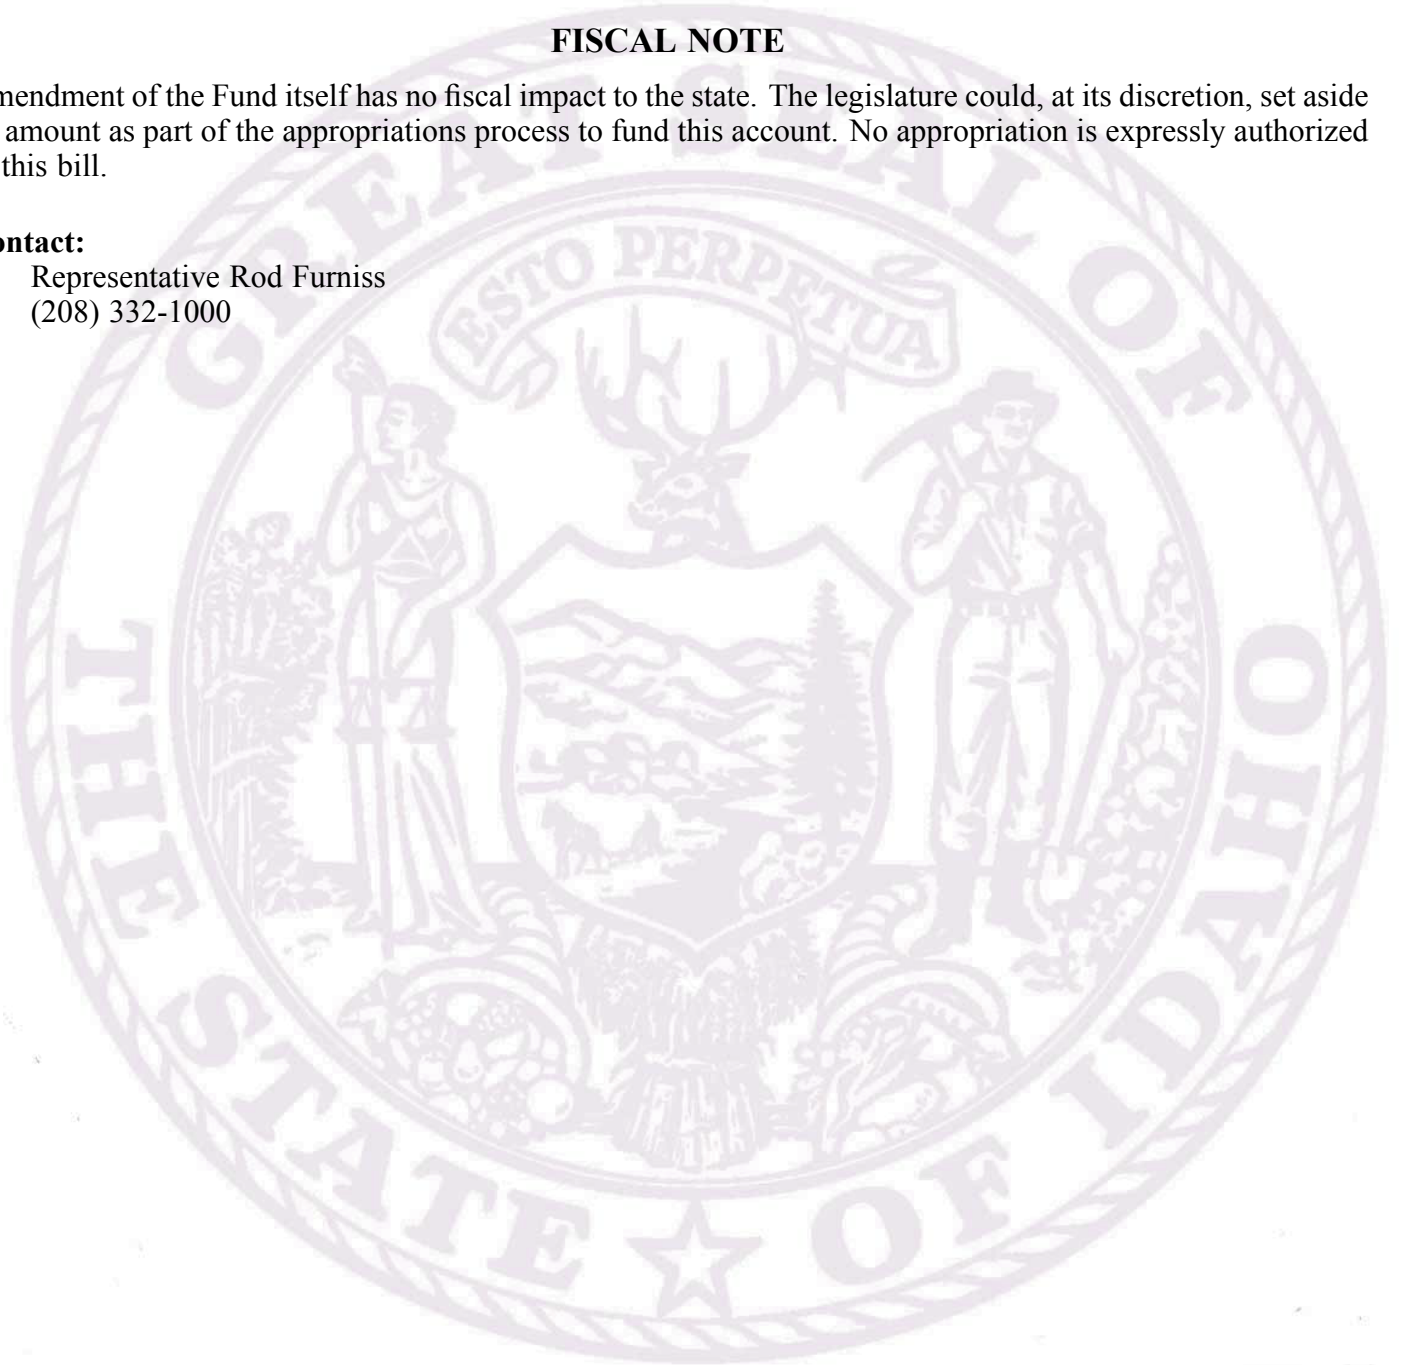 FISCAL NOTE
mendment of the Fund itself has no fiscal impact to the state. The legislature could, at its discretion, set aside
amount as part of the appropriations process to fund this account. No appropriation is expressly authorized
this bill.
ontact:
Representative Rod Furniss
(208) 332-1000
GREAT SEAL OF
ESTO PERPETUA
THE STATE OF IDAHO